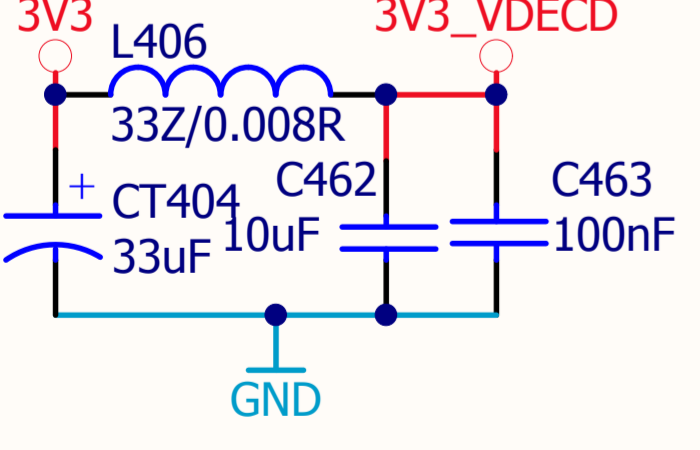 3V3
3V3_VDECD
L406
33Z/0.008R
+
CT404
33uF
C462
10uF
C463
100nF
GND